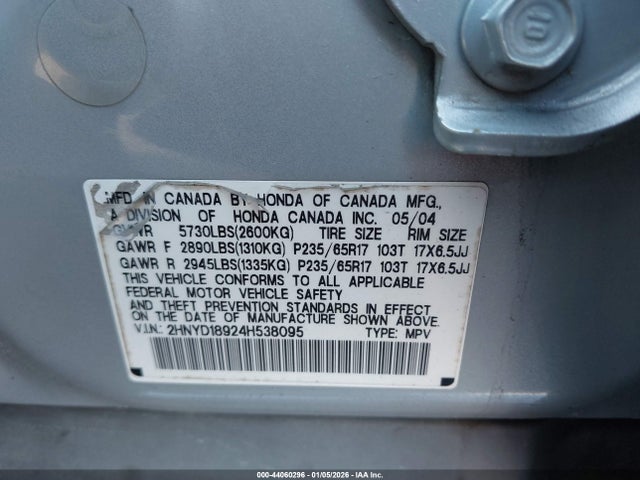 10
MFD. IN CANADA BY HONDA OF CANADA MFG.,
A DIVISION OF HONDA CANADA INC. 05/04
GVWR 5730LBS(2600KG) TIRE SIZE RIM SIZE
GAWR F 2890LBS(1310KG) P235/65R17 103T 17X6.5JJ
GAWR R 2945LBS(1335KG) P235/65R17 103T 17X6.5JJ
THIS VEHICLE CONFORMS TO ALL APPLICABLE
FEDERAL MOTOR VEHICLE SAFETY
AND THEFT PREVENTION STANDARDS IN EFFECT
ON THE DATE OF MANUFACTURE SHOWN ABOVE.
V.I.N.: 2HNYD18924H538095 TYPE: MPV
000-44060296 - 01/05/2026 - IAA Inc.